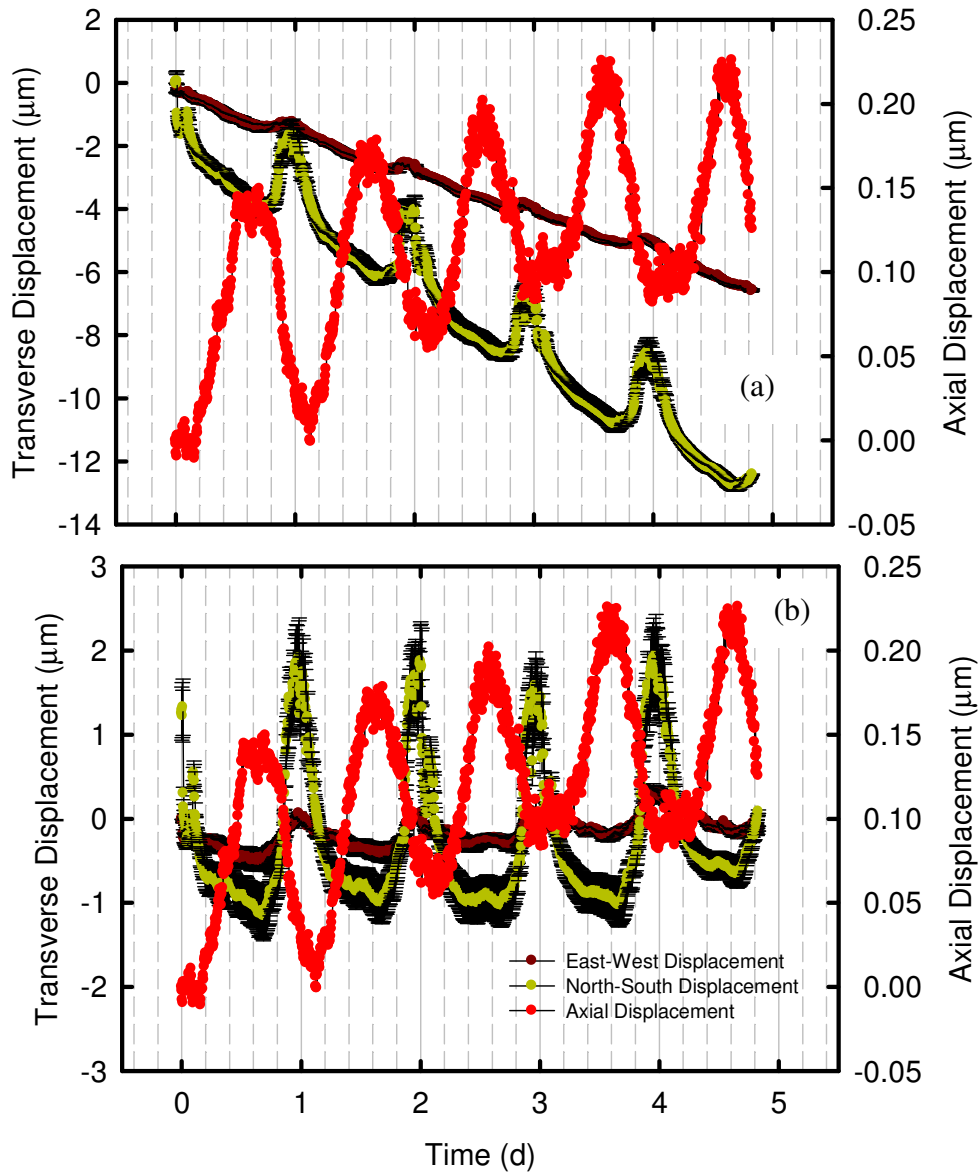 2
0
-2
-4
-6
-8
-10
-12
-14
Transverse Displacement (μm)
0.25
0.20
0.15
0.10
0.05
0.00
-0.05
Axial Displacement (μm)
(a)
3
2
1
0
-1
-2
-3
Transverse Displacement (μm)
0.25
0.20
0.15
0.10
0.05
0.00
-0.05
Axial Displacement (μm)
(b)
East-West Displacement
North-South Displacement
Axial Displacement
0 1 2 3 4 5
Time (d)